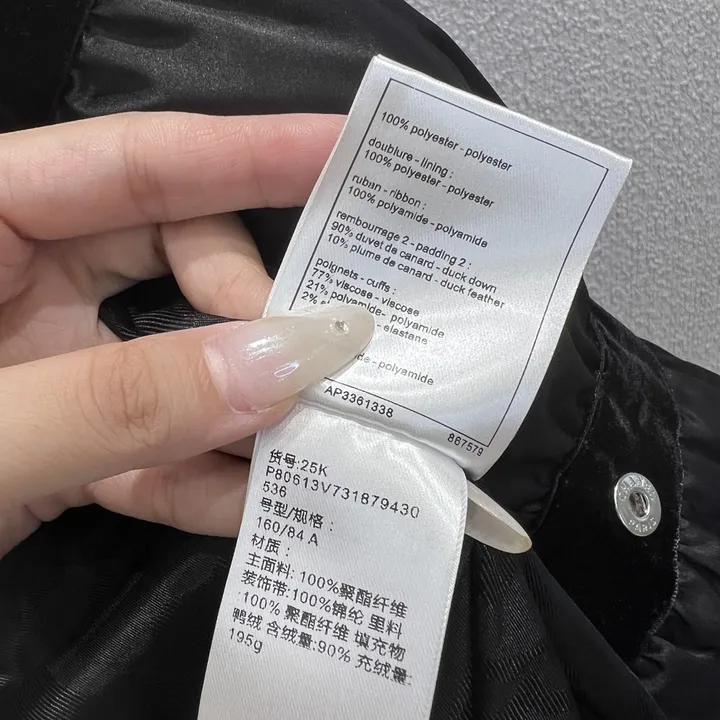 100% polyester - polyester
doublure - lining :
100% polyester - polyester
ruban - ribbon :
100% polyamide - polyamide
rembourrage 2 - padding 2 :
90% duvet de canard - duck down
10% plume de canard - duck feather
poignets - cuffs :
77% viscose - viscose
21% polyamide- polyamide
2% - elastane
- polyamide
AP3361338
867579
货号:25K
P80613V731879430
536
号型/规格：
160/84 A
材质：
主面料: 100%聚酯纤维
装饰带:100%锦纶 里料
:100% 聚酯纤维 填充物
鸭绒 含绒量:90% 充绒量:
195g
PARIS